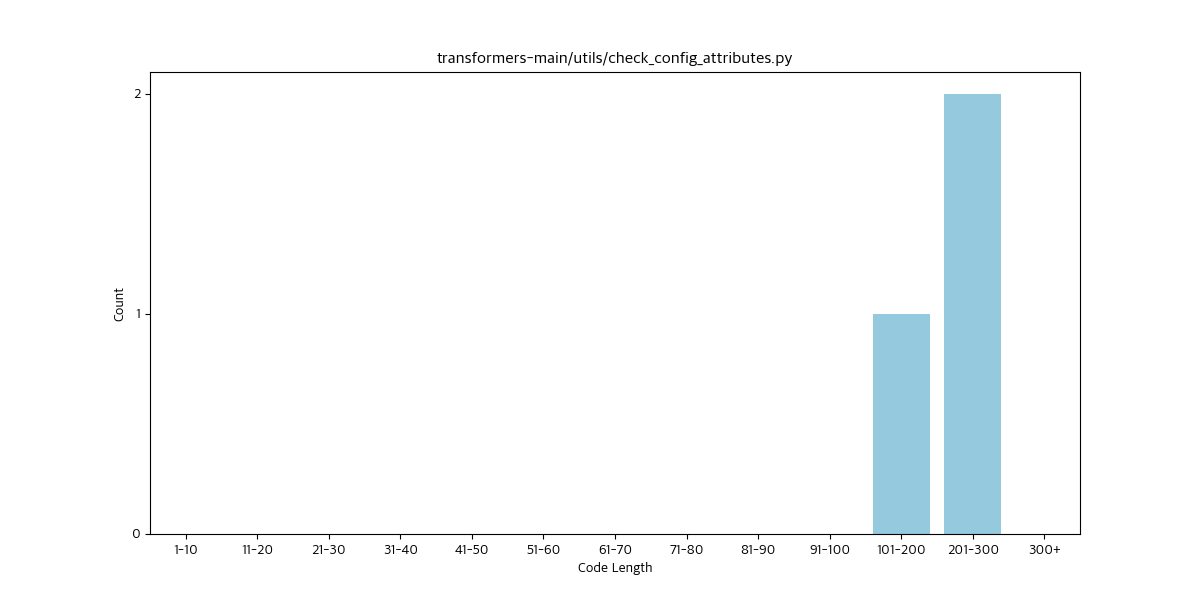 transformers-main/utils/check_config_attributes.py
Count
2
1
0
1-10 11-20 21-30 31-40 41-50 51-60 61-70 71-80 81-90 91-100 101-200 201-300 300+
Code Length